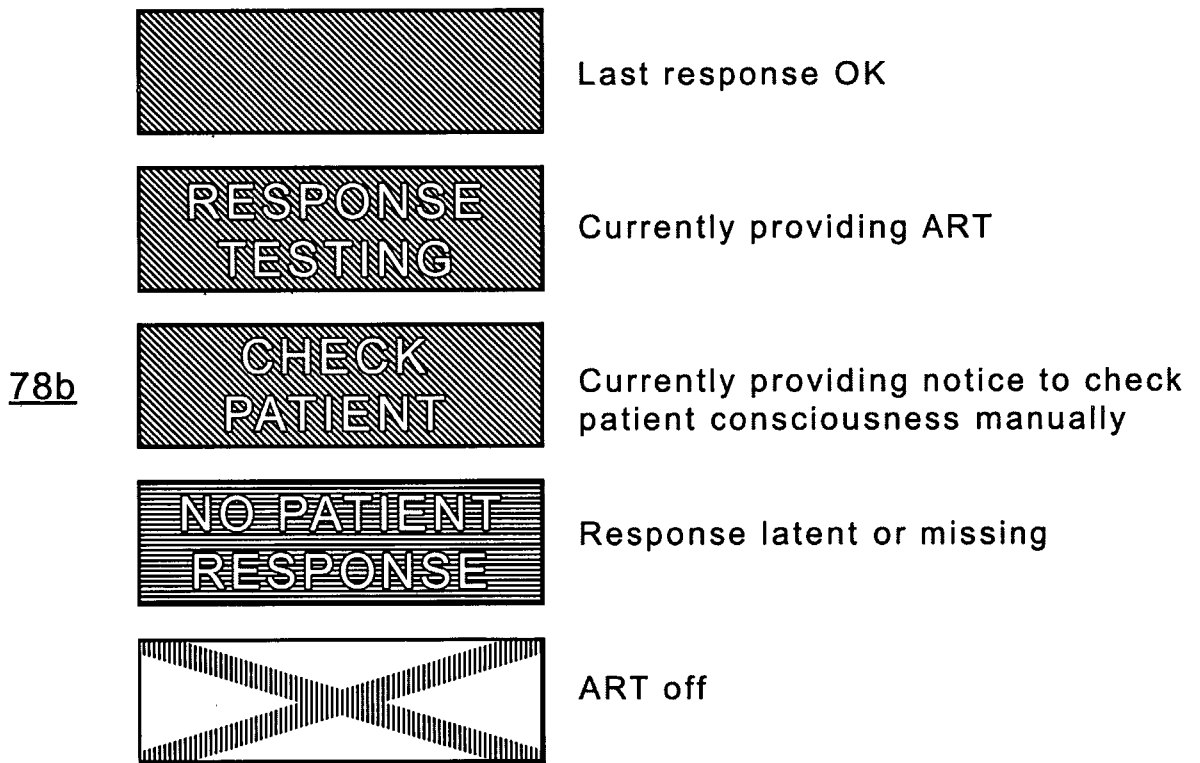 Last response OK
RESPONSE
TESTING
Currently providing ART
CHECK
PATIENT
78b
Currently providing notice to check
patient consciousness manually
NO PATIENT
RESPONSE
Response latent or missing
ART off